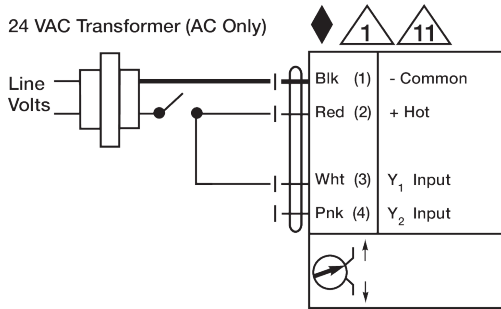 24 VAC Transformer (AC Only)
1
11
Line
Volts
Blk (1) - Common
Red (2) + Hot
Wht (3) Y1 Input
Pnk (4) Y2 Input